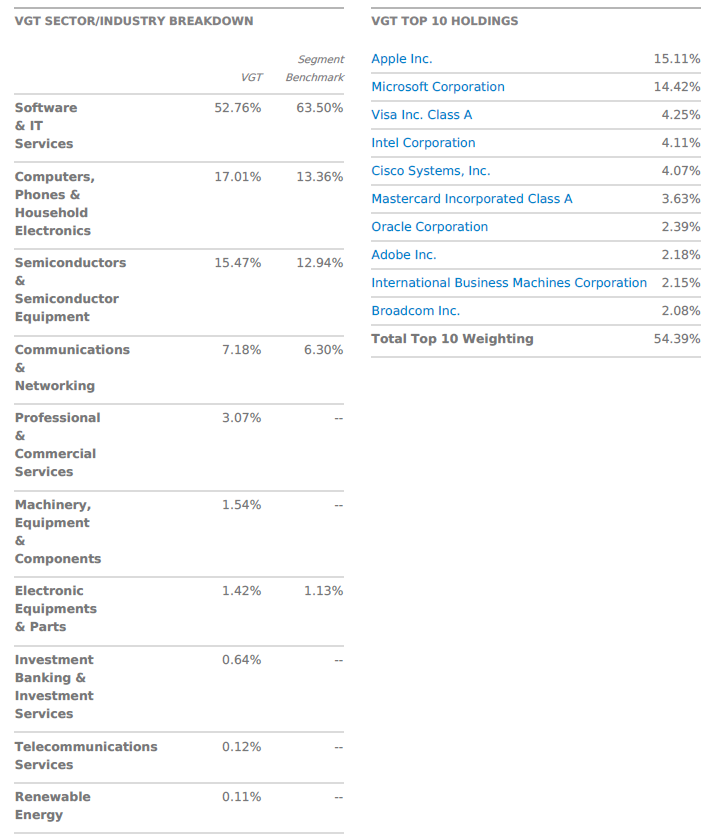 VGT SECTOR/INDUSTRY BREAKDOWN
Segment
VGT Benchmark
Software 52.76% 63.50%
& IT
Services
Computers, 17.01% 13.36%
Phones &
Household
Electronics
Semiconductors 15.47% 12.94%
&
Semiconductor
Equipment
Communications 7.18% 6.30%
&
Networking
Professional 3.07% --
&
Commercial
Services
Machinery, 1.54% --
Equipment
&
Components
Electronic 1.42% 1.13%
Equipments
& Parts
Investment 0.64% --
Banking &
Investment
Services
Telecommunications 0.12% --
Services
Renewable 0.11% --
Energy
VGT TOP 10 HOLDINGS
Apple Inc. 15.11%
Microsoft Corporation 14.42%
Visa Inc. Class A 4.25%
Intel Corporation 4.11%
Cisco Systems, Inc. 4.07%
Mastercard Incorporated Class A 3.63%
Oracle Corporation 2.39%
Adobe Inc. 2.18%
International Business Machines Corporation 2.15%
Broadcom Inc. 2.08%
Total Top 10 Weighting 54.39%